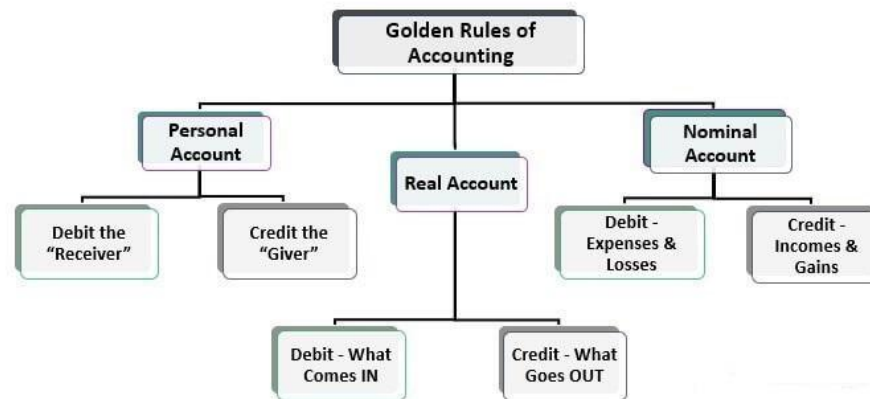 Golden Rules of
Accounting
Personal
Account
Real Account
Nominal
Account
Debit the
“Receiver”
Credit the
“Giver”
Debit -
Expenses &
Losses
Credit -
Incomes &
Gains
Debit - What
Comes IN
Credit - What
Goes OUT